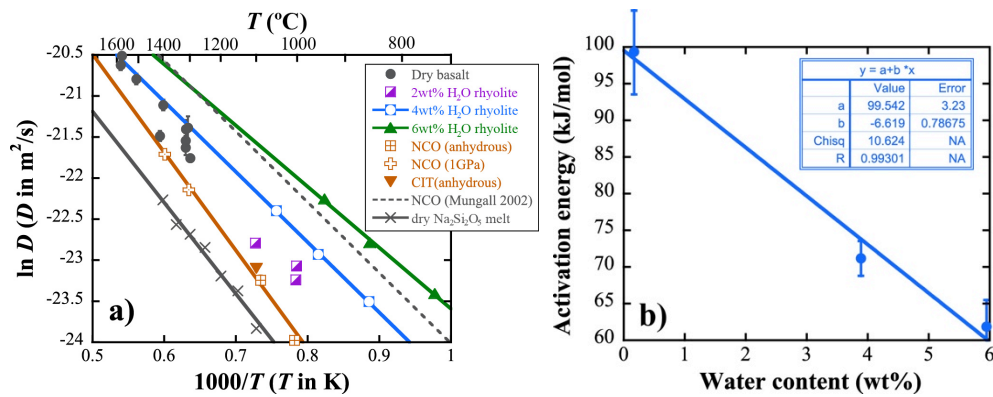 T (ºC)
1600 1400 1200 1000 800
-20.5
-21
-21.5
-22
-22.5
-23
-23.5
-24
ln D (D in m²/s)
0.5 0.6 0.7 0.8 0.9 1
1000/T (T in K)
a)
Dry basalt
2wt% H₂O rhyolite
4wt% H₂O rhyolite
6wt% H₂O rhyolite
NCO (anhydrous)
NCO (1GPa)
CIT(anhydrous)
NCO (Mungall 2002)
dry Na₂Si₂O₅ melt
100
95
90
85
80
75
70
65
60
Activation energy (kJ/mol)
y = a+b *x
Value Error
a 99.542 3.23
b -6.619 0.78675
Chisq 10.624 NA
R 0.99301 NA
b)
0 1 2 3 4 5 6
Water content (wt%)